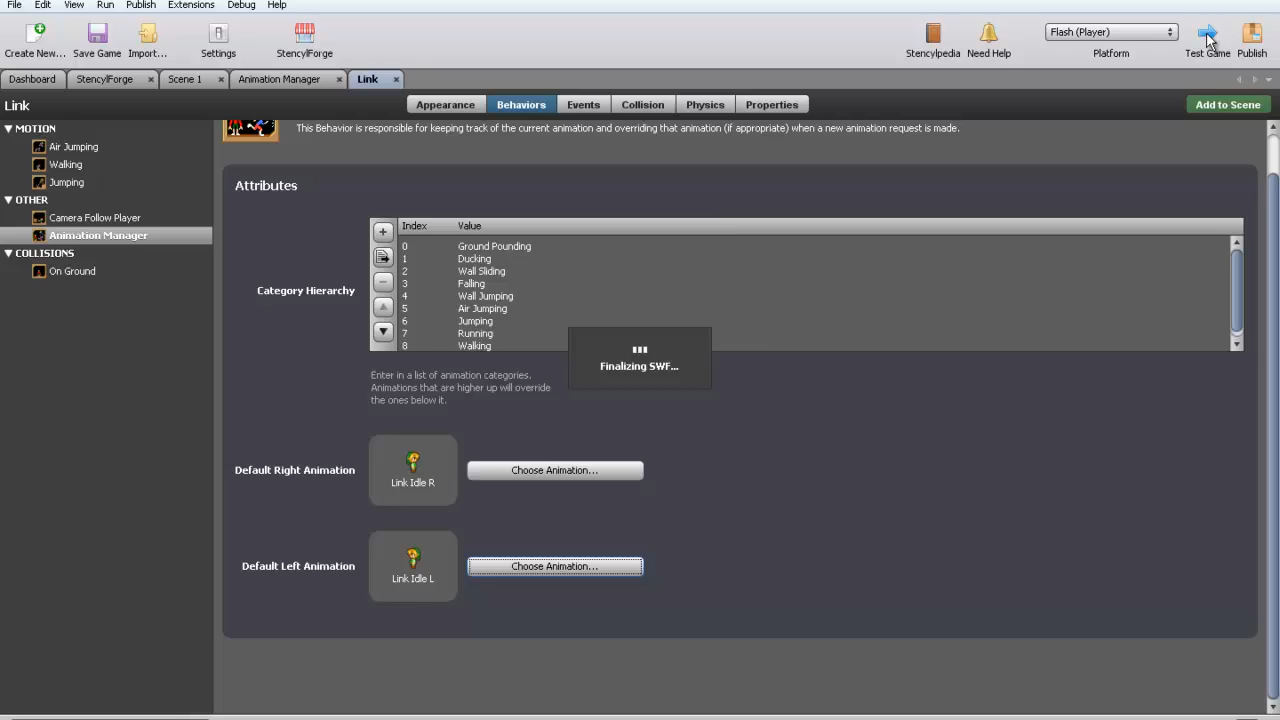 File Edit View Run Publish Extensions Debug Help
Create New... Save Game Import... Settings StencylForge Stencylpedia Need Help Flash (Player) Platform Test Game Publish
Dashboard StencylForge Scene 1 Animation Manager Link
Link Appearance Behaviors Events Collision Physics Properties Add to Scene
MOTION
Air Jumping
Walking
Jumping
OTHER
Camera Follow Player
Animation Manager
COLLISIONS
On Ground
This Behavior is responsible for keeping track of the current animation and overriding that animation (if appropriate) when a new animation request is made.
Attributes
Category Hierarchy
Index Value
0 Ground Pounding
1 Ducking
2 Wall Sliding
3 Falling
4 Wall Jumping
5 Air Jumping
6 Jumping
7 Running
8 Walking
Finalizing SWF...
Enter in a list of animation categories.
Animations that are higher up will override
the ones below it.
Default Right Animation
Link Idle R
Choose Animation...
Default Left Animation
Link Idle L
Choose Animation...